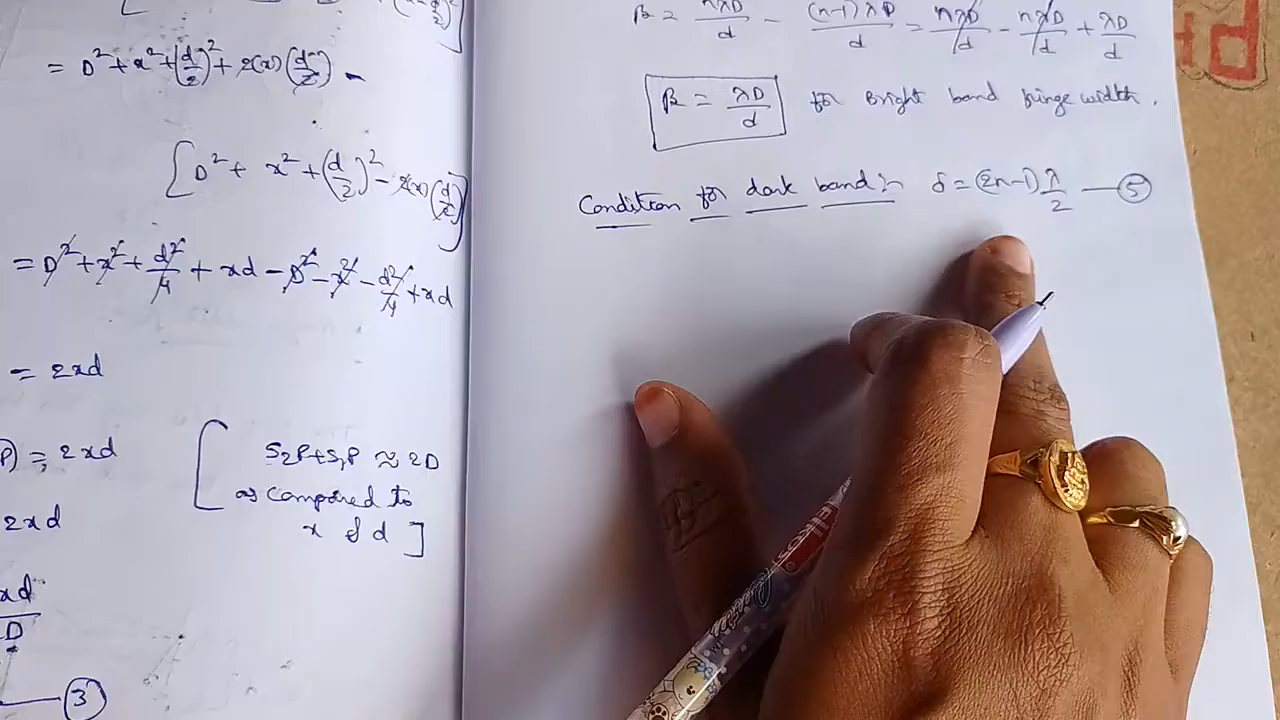 = D² + x² + (d/2)² + 2(x)(d/2)
[D² + x² + (d/2)² - 2(x)(d/2)]
= D² + x² + d²/4 + xd - D² - x² - d²/4 + xd
= 2xd
P) = 2xd
2xd
xd/D
3
[S₂P+S₁P ≈ 2D
as compared to
x & d]
β = nλD/d - (n-1)λD/d = nλD/d - nλD/d + λD/d
β = λD/d for Bright band fringe width.
Condition for dark band :- δ = (2n-1) λ/2 — 5